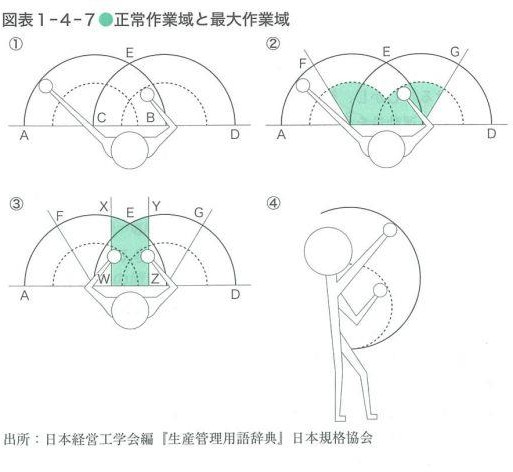 図表1-4-7●正常作業域と最大作業域
①
E
A
C
B
D
②
F
E
G
A
D
③
X
Y
F
E
G
W
Z
A
D
④
出所：日本経営工学会編『生産管理用語辞典』日本規格協会